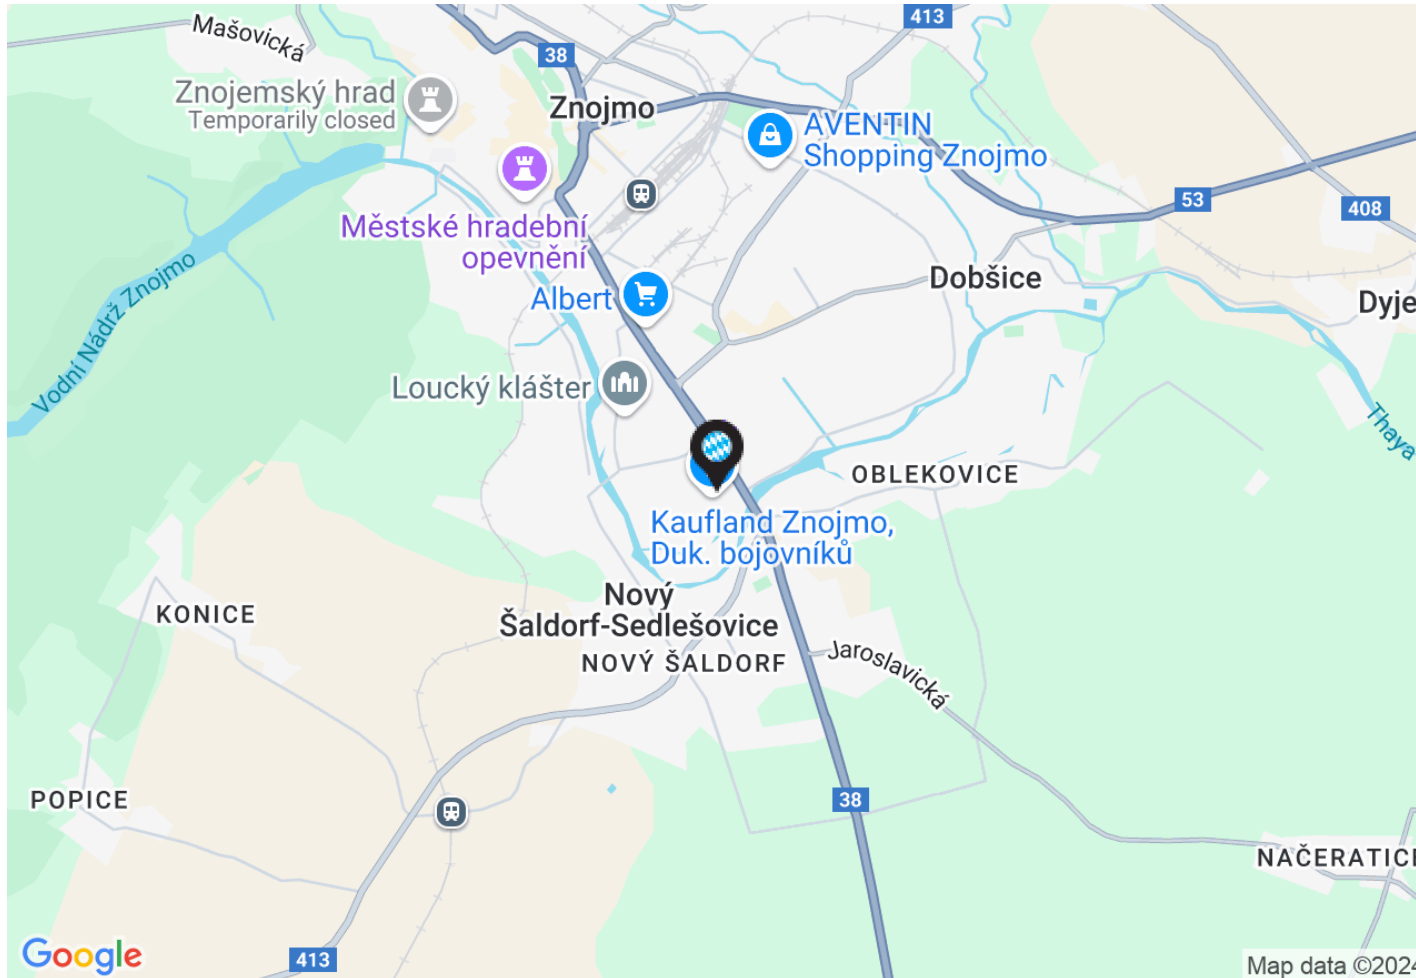 413
Mašovická
38
Znojemský hrad
Temporarily closed
Znojmo
AVENTIN
Shopping Znojmo
53
408
Městské hradební
opevnění
Vodní Nádrž Znojmo
Dobšice
Albert
Dyje
Loucký klášter
Thaya
OBLEKOVICE
Kaufland Znojmo,
Duk. bojovníků
Nový
Šaldorf-Sedlešovice
KONICE
NOVÝ ŠALDORF
Jaroslavická
POPICE
38
NAČERATICE
Google
413
Map data ©2024